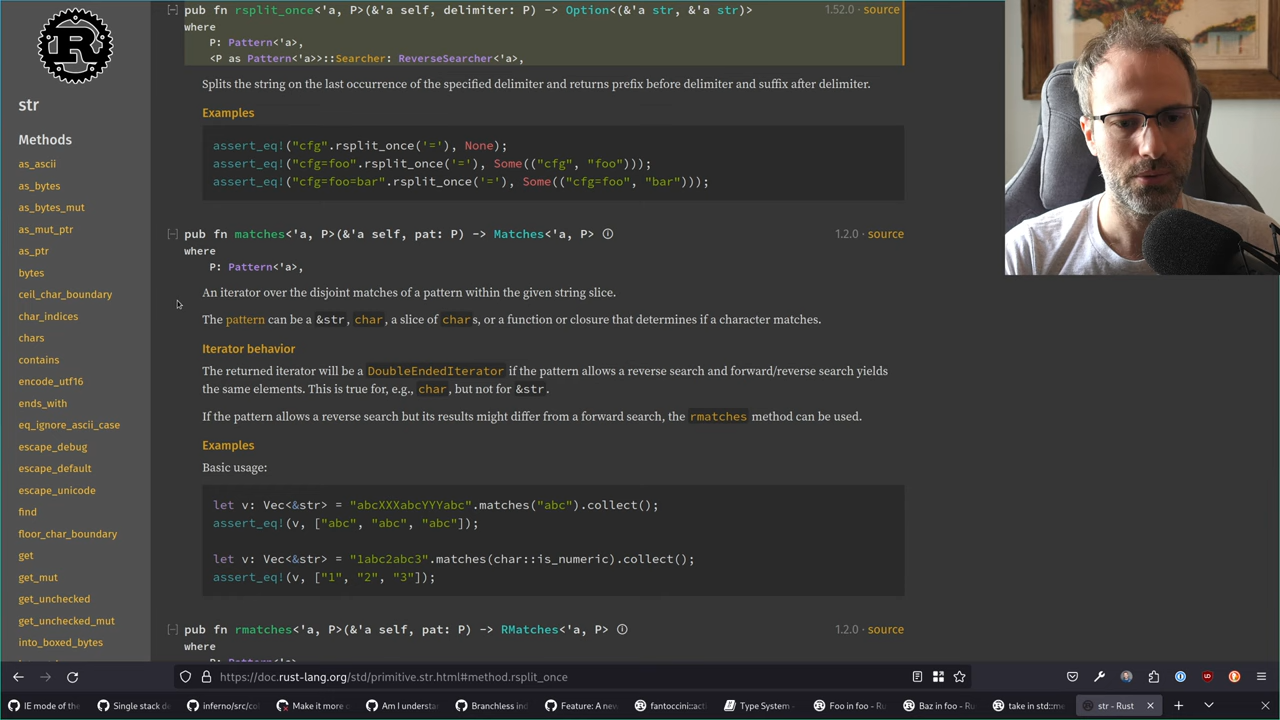 R
str
Methods
as_ascii
as_bytes
as_bytes_mut
as_mut_ptr
as_ptr
bytes
ceil_char_boundary
char_indices
chars
contains
encode_utf16
ends_with
eq_ignore_ascii_case
escape_debug
escape_default
escape_unicode
find
floor_char_boundary
get
get_mut
get_unchecked
get_unchecked_mut
into_boxed_bytes
[-] pub fn rsplit_once<'a, P>(&'a self, delimiter: P) -> Option<(&'a str, &'a str)> 1.52.0 · source
where
P: Pattern<'a>,
<P as Pattern<'a>>::Searcher: ReverseSearcher<'a>,
Splits the string on the last occurrence of the specified delimiter and returns prefix before delimiter and suffix after delimiter.
Examples
assert_eq!("cfg".rsplit_once('='), None);
assert_eq!("cfg=foo".rsplit_once('='), Some(("cfg", "foo")));
assert_eq!("cfg=foo=bar".rsplit_once('='), Some(("cfg=foo", "bar")));
[-] pub fn matches<'a, P>(&'a self, pat: P) -> Matches<'a, P> ⓘ 1.2.0 · source
where
P: Pattern<'a>,
An iterator over the disjoint matches of a pattern within the given string slice.
The pattern can be a &str, char, a slice of chars, or a function or closure that determines if a character matches.
Iterator behavior
The returned iterator will be a DoubleEndedIterator if the pattern allows a reverse search and forward/reverse search yields
the same elements. This is true for, e.g., char, but not for &str.
If the pattern allows a reverse search but its results might differ from a forward search, the rmatches method can be used.
Examples
Basic usage:
let v: Vec<&str> = "abcXXXabcYYYabc".matches("abc").collect();
assert_eq!(v, ["abc", "abc", "abc"]);
let v: Vec<&str> = "1abc2abc3".matches(char::is_numeric).collect();
assert_eq!(v, ["1", "2", "3"]);
[-] pub fn rmatches<'a, P>(&'a self, pat: P) -> RMatches<'a, P> ⓘ 1.2.0 · source
where
https://doc.rust-lang.org/std/primitive.str.html#method.rsplit_once
IE mode of the
Single stack de
inferno/src/co
Make it more
Am I understa
Branchless in
Feature: A new
fantoccini::act
Type System -
Foo in foo - Ru
Baz in foo - Ru
take in std::me
str - Rust